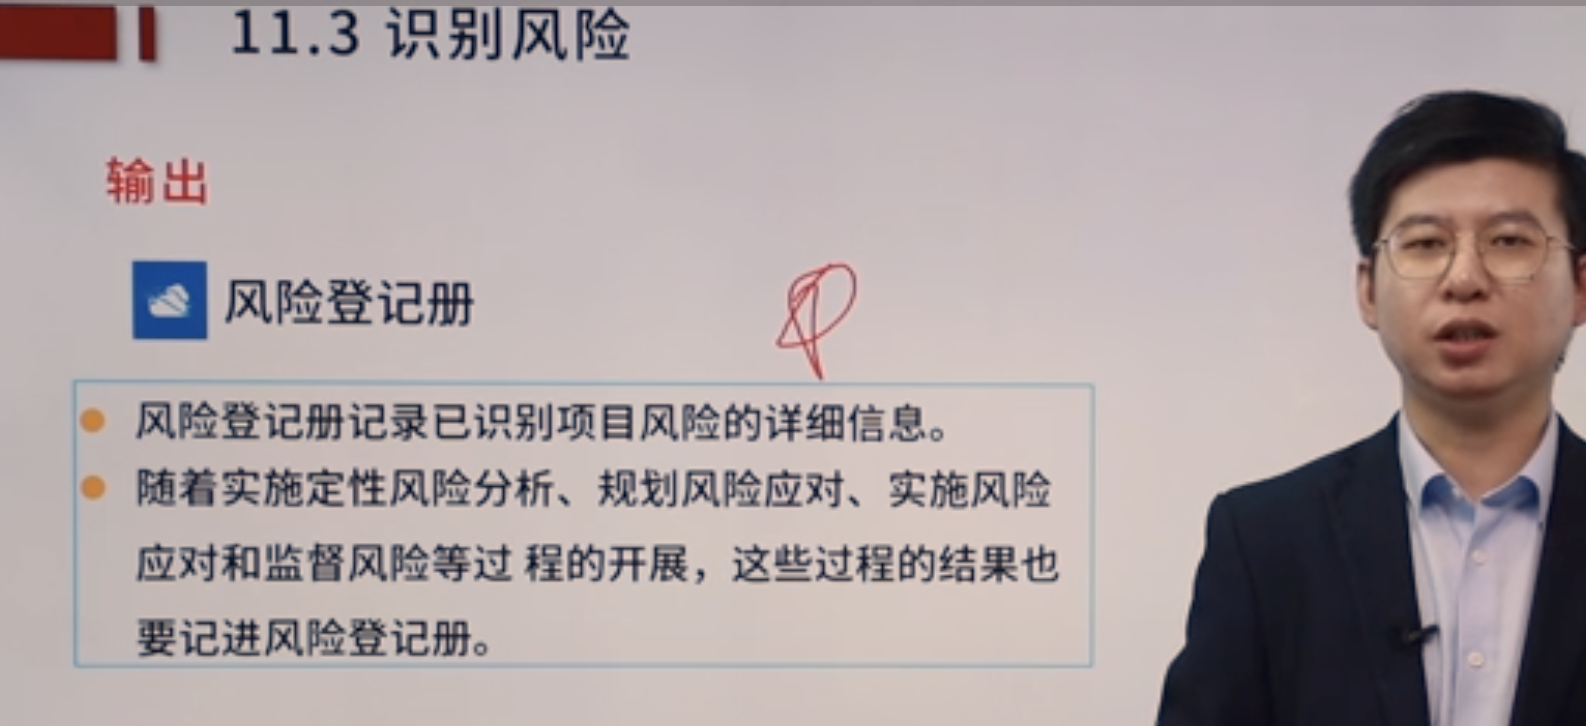 11.3 识别风险
输出
风险登记册
风险登记册记录已识别项目风险的详细信息。
随着实施定性风险分析、规划风险应对、实施风险
应对和监督风险等过 程的开展，这些过程的结果也
要记进风险登记册。